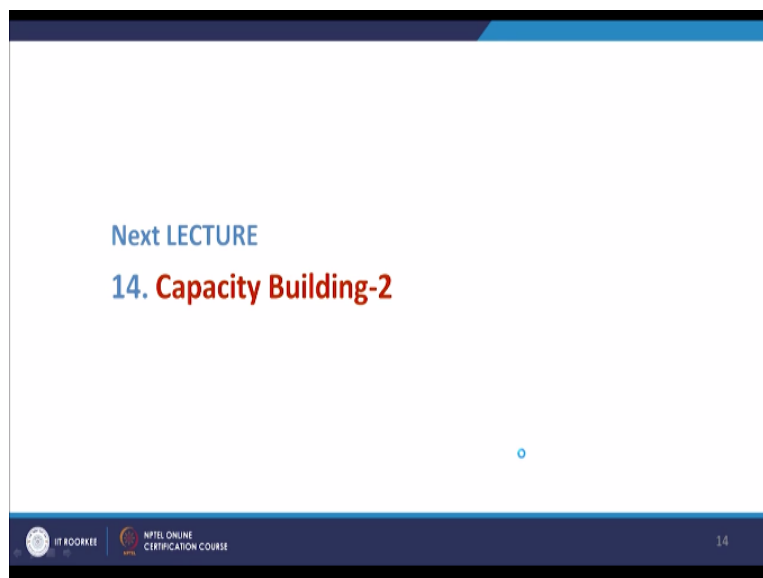 Next LECTURE
14. Capacity Building-2
IIT ROORKEE
NPTEL ONLINE
CERTIFICATION COURSE
14